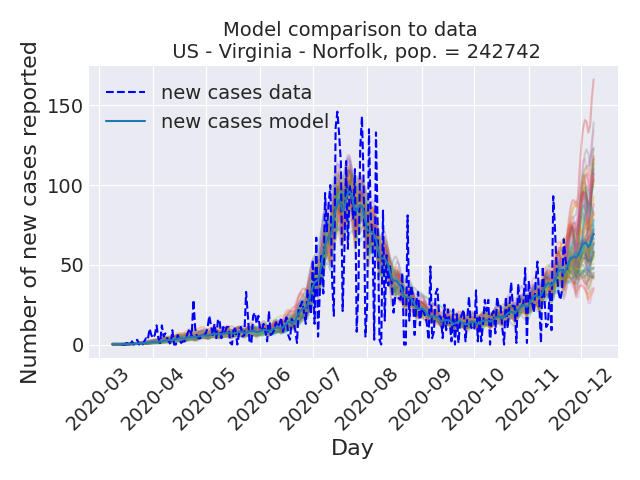 Model comparison to data
US - Virginia - Norfolk, pop. = 242742
Number of new cases reported
150
100
50
0
new cases data
new cases model
2020-03
2020-04
2020-05
2020-06
2020-07
2020-08
2020-09
2020-10
2020-11
2020-12
Day